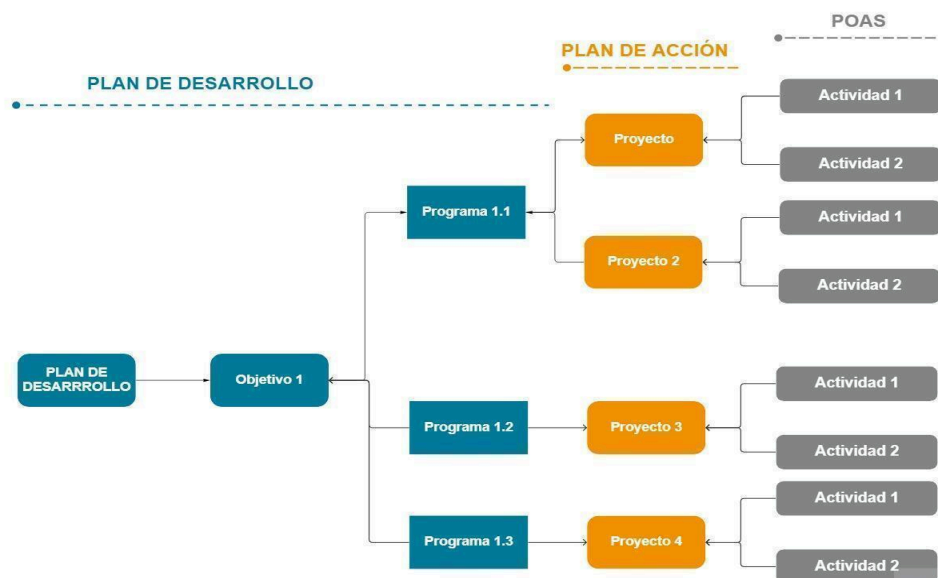 POAS
PLAN DE ACCIÓN
PLAN DE DESARROLLO
Actividad 1
Proyecto
Actividad 2
Programa 1.1
Actividad 1
Proyecto 2
Actividad 2
PLAN DE
DESARRROLLO
Objetivo 1
Actividad 1
Programa 1.2
Proyecto 3
Actividad 2
Actividad 1
Programa 1.3
Proyecto 4
Actividad 2